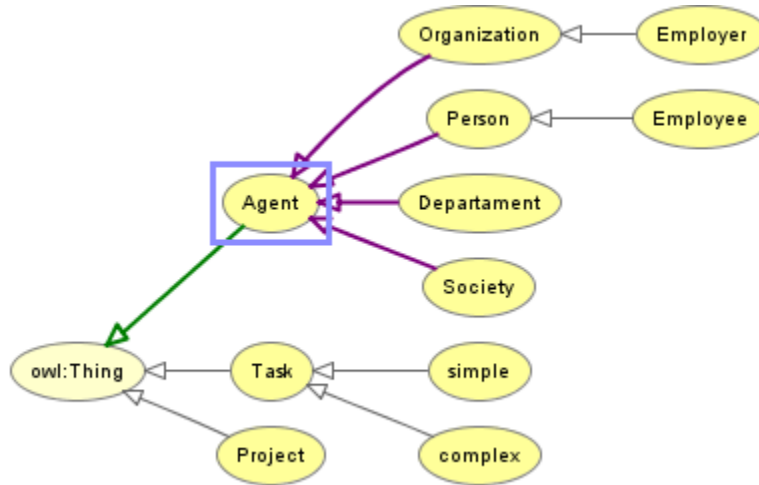 Organization
Employer
Person
Employee
Agent
Departament
Society
owl:Thing
Task
simple
Project
complex